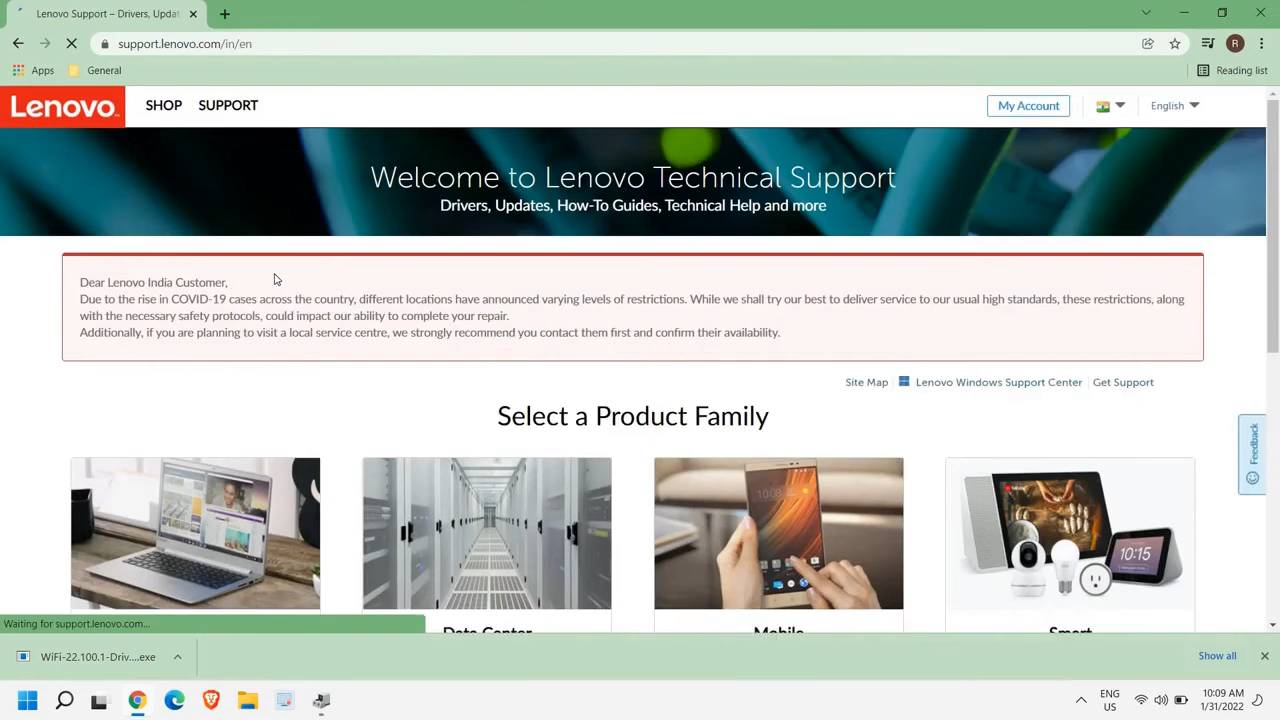 Lenovo Support – Drivers, Updat
support.lenovo.com/in/en
R
Apps
General
Reading list
Lenovo
SHOP
SUPPORT
My Account
English
Welcome to Lenovo Technical Support
Drivers, Updates, How-To Guides, Technical Help and more
Dear Lenovo India Customer,
Due to the rise in COVID-19 cases across the country, different locations have announced varying levels of restrictions. While we shall try our best to deliver service to our usual high standards, these restrictions, along
with the necessary safety protocols, could impact our ability to complete your repair.
Additionally, if you are planning to visit a local service centre, we strongly recommend you contact them first and confirm their availability.
Site Map
Lenovo Windows Support Center
Get Support
Select a Product Family
Feedback
10:08
10:15
Data Center
Mobile
Smart
Waiting for support.lenovo.com...
WiFi-22.100.1-Driv....exe
Show all
ENG
US
10:09 AM
1/31/2022